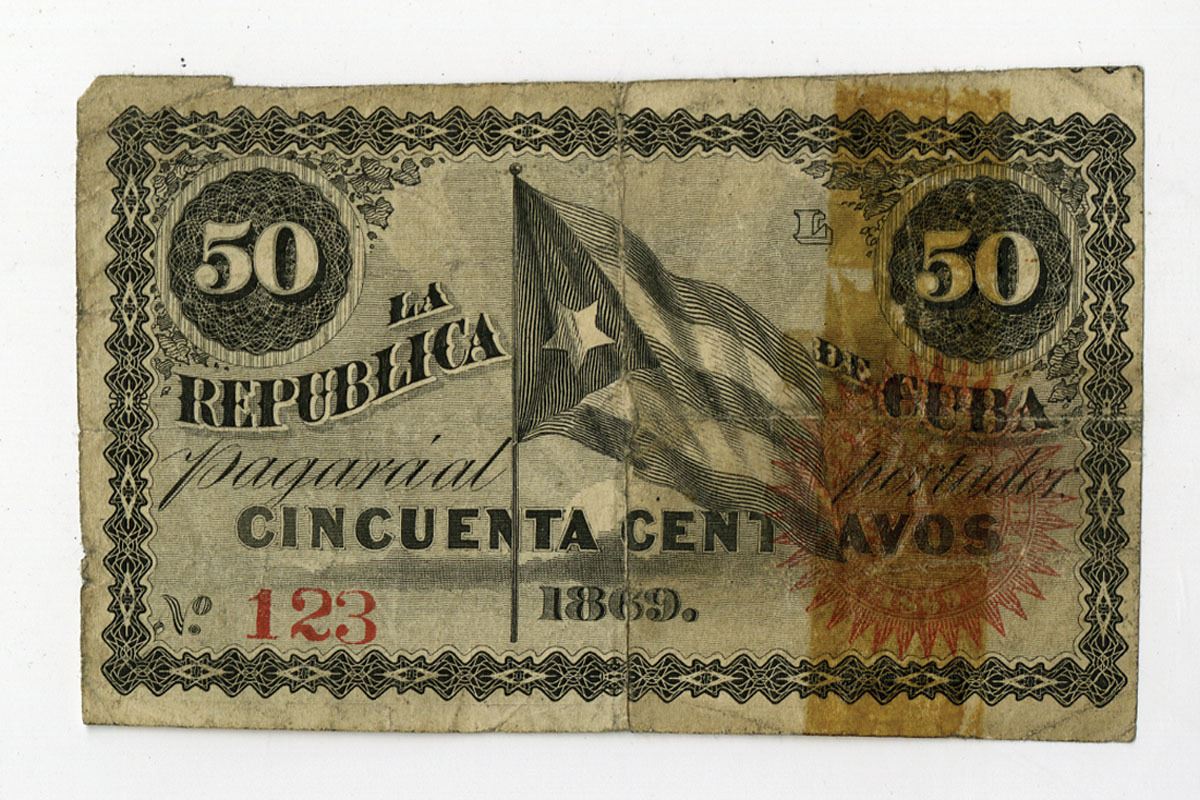 50 50
L
LA REPUBLICA DE CUBA
pagará al portador
CINCUENTA CENTAVOS
Nº 123 1869.